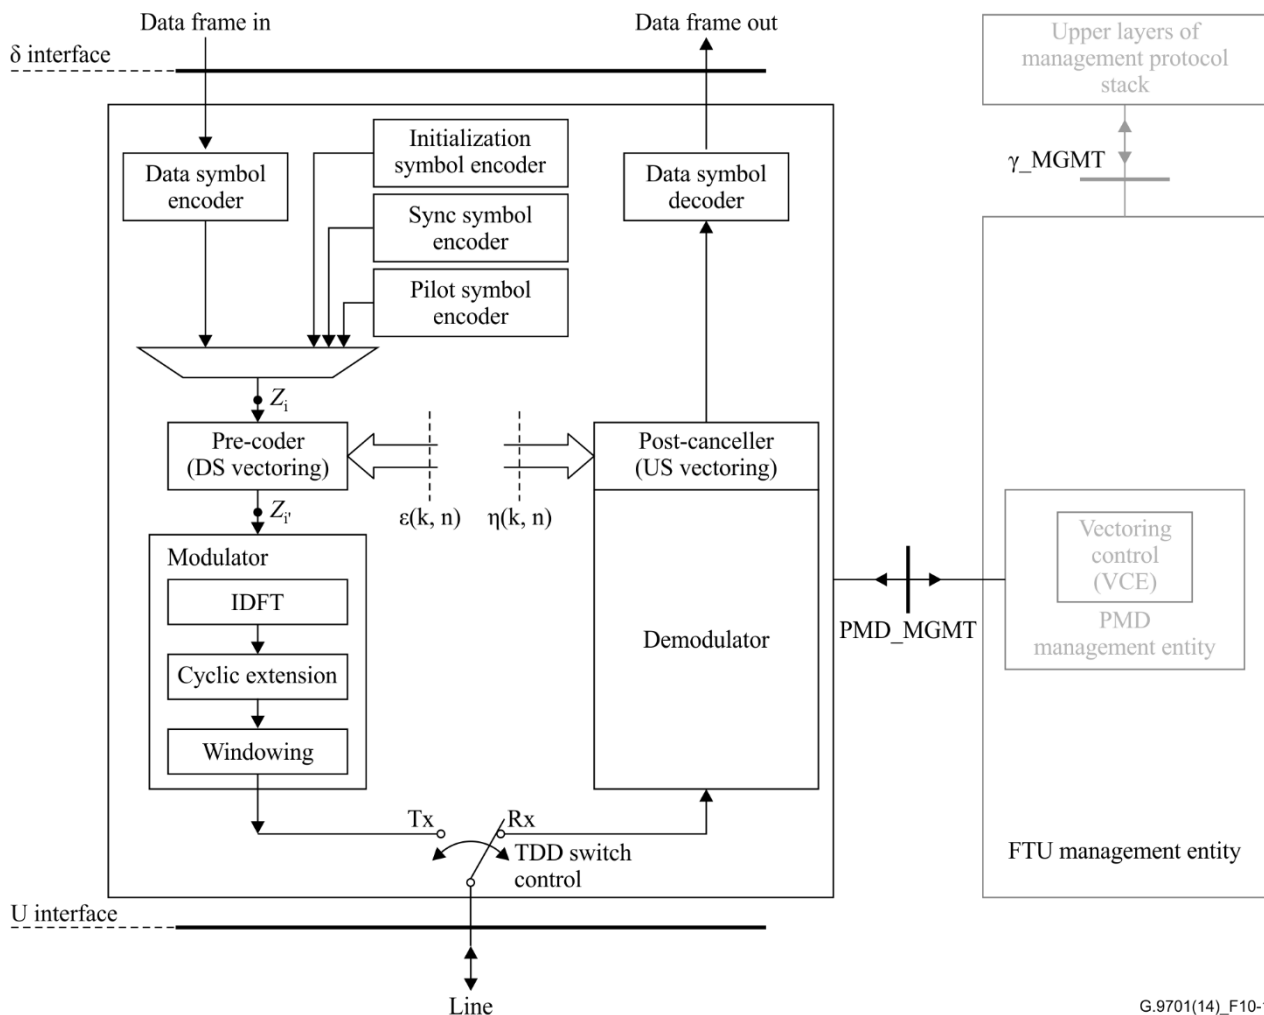 Data frame in
Data frame out
δ interface
Upper layers of
management protocol
stack
γ_MGMT
Initialization
symbol encoder
Data symbol
encoder
Data symbol
decoder
Sync symbol
encoder
Pilot symbol
encoder
Zi
Pre-coder
(DS vectoring)
Post-canceller
(US vectoring)
ε(k, n)
η(k, n)
Zi'
Modulator
IDFT
Cyclic extension
Windowing
Demodulator
PMD_MGMT
Vectoring
control
(VCE)
PMD
management entity
Tx
Rx
TDD switch
control
FTU management entity
U interface
Line
G.9701(14)_F10-